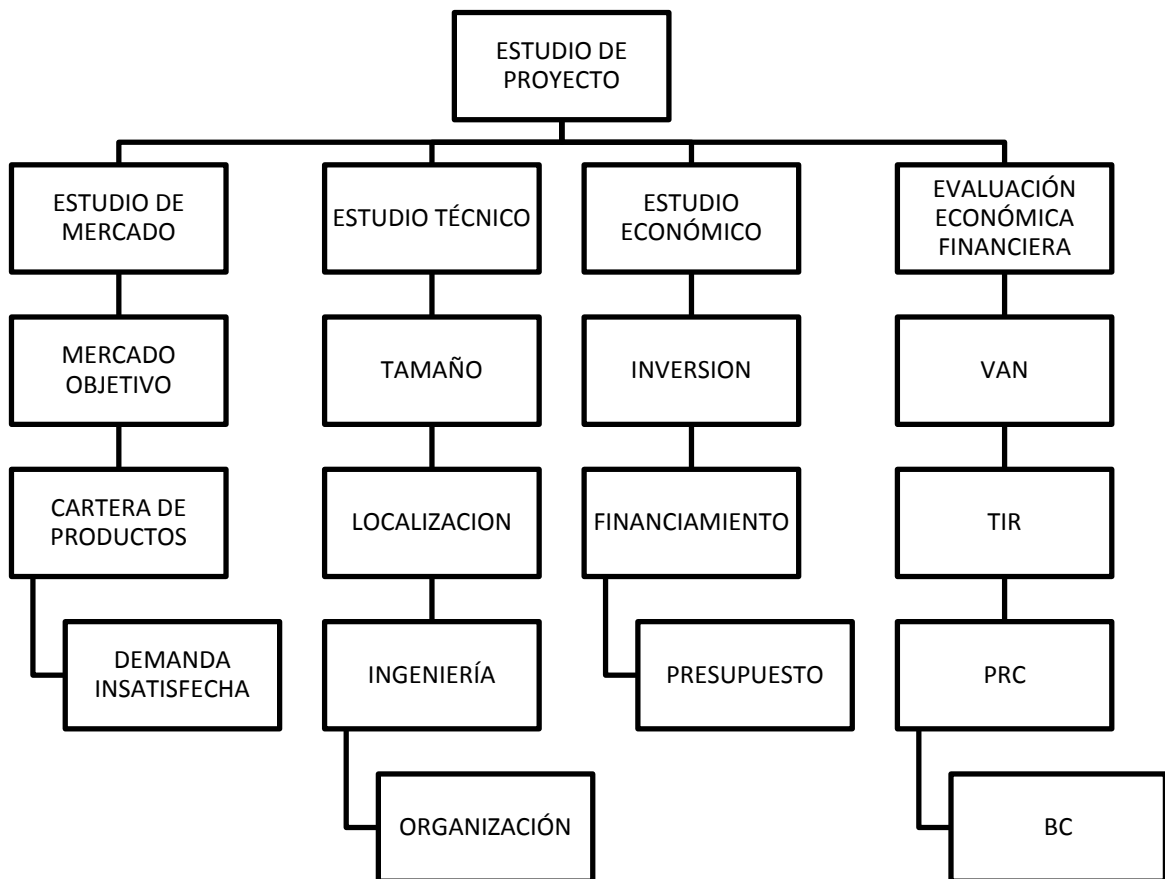 ESTUDIO DE
PROYECTO
ESTUDIO DE
MERCADO
ESTUDIO TÉCNICO
ESTUDIO
ECONÓMICO
EVALUACIÓN
ECONÓMICA
FINANCIERA
MERCADO
OBJETIVO
TAMAÑO
INVERSION
VAN
CARTERA DE
PRODUCTOS
LOCALIZACION
FINANCIAMIENTO
TIR
DEMANDA
INSATISFECHA
INGENIERÍA
PRESUPUESTO
PRC
ORGANIZACIÓN
BC